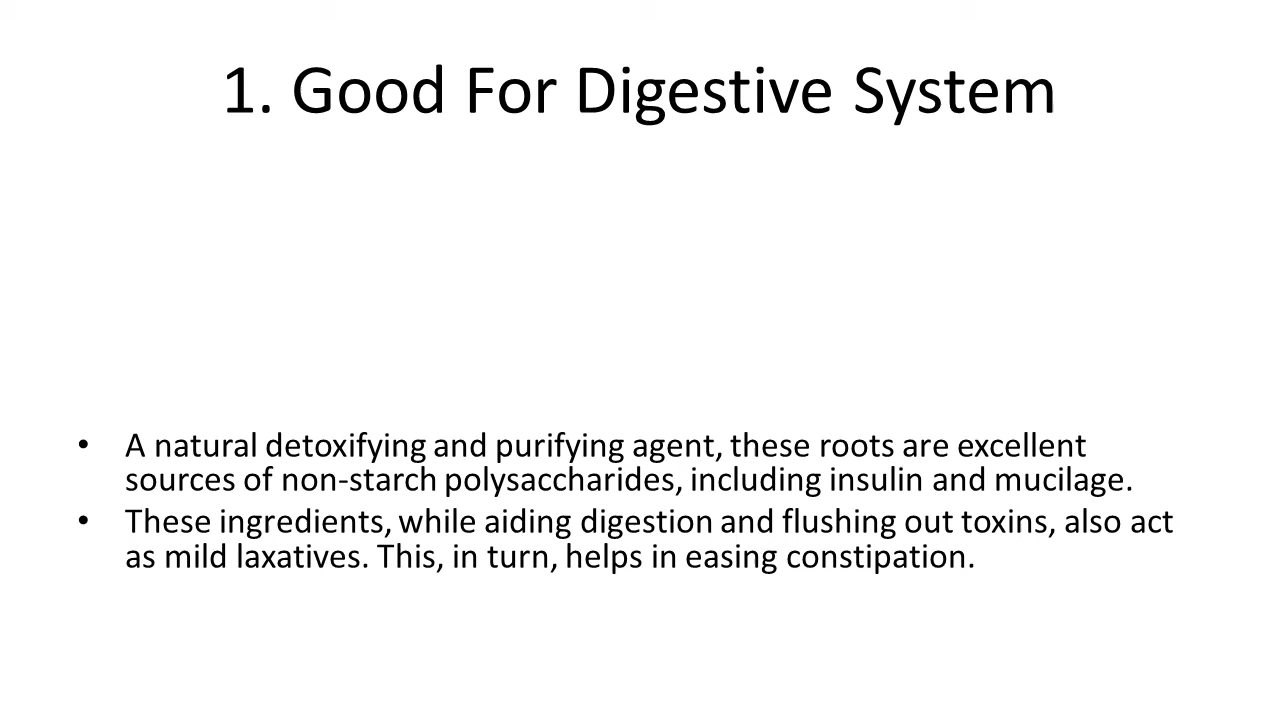 1. Good For Digestive System
• A natural detoxifying and purifying agent, these roots are excellent
sources of non-starch polysaccharides, including insulin and mucilage.
• These ingredients, while aiding digestion and flushing out toxins, also act
as mild laxatives. This, in turn, helps in easing constipation.